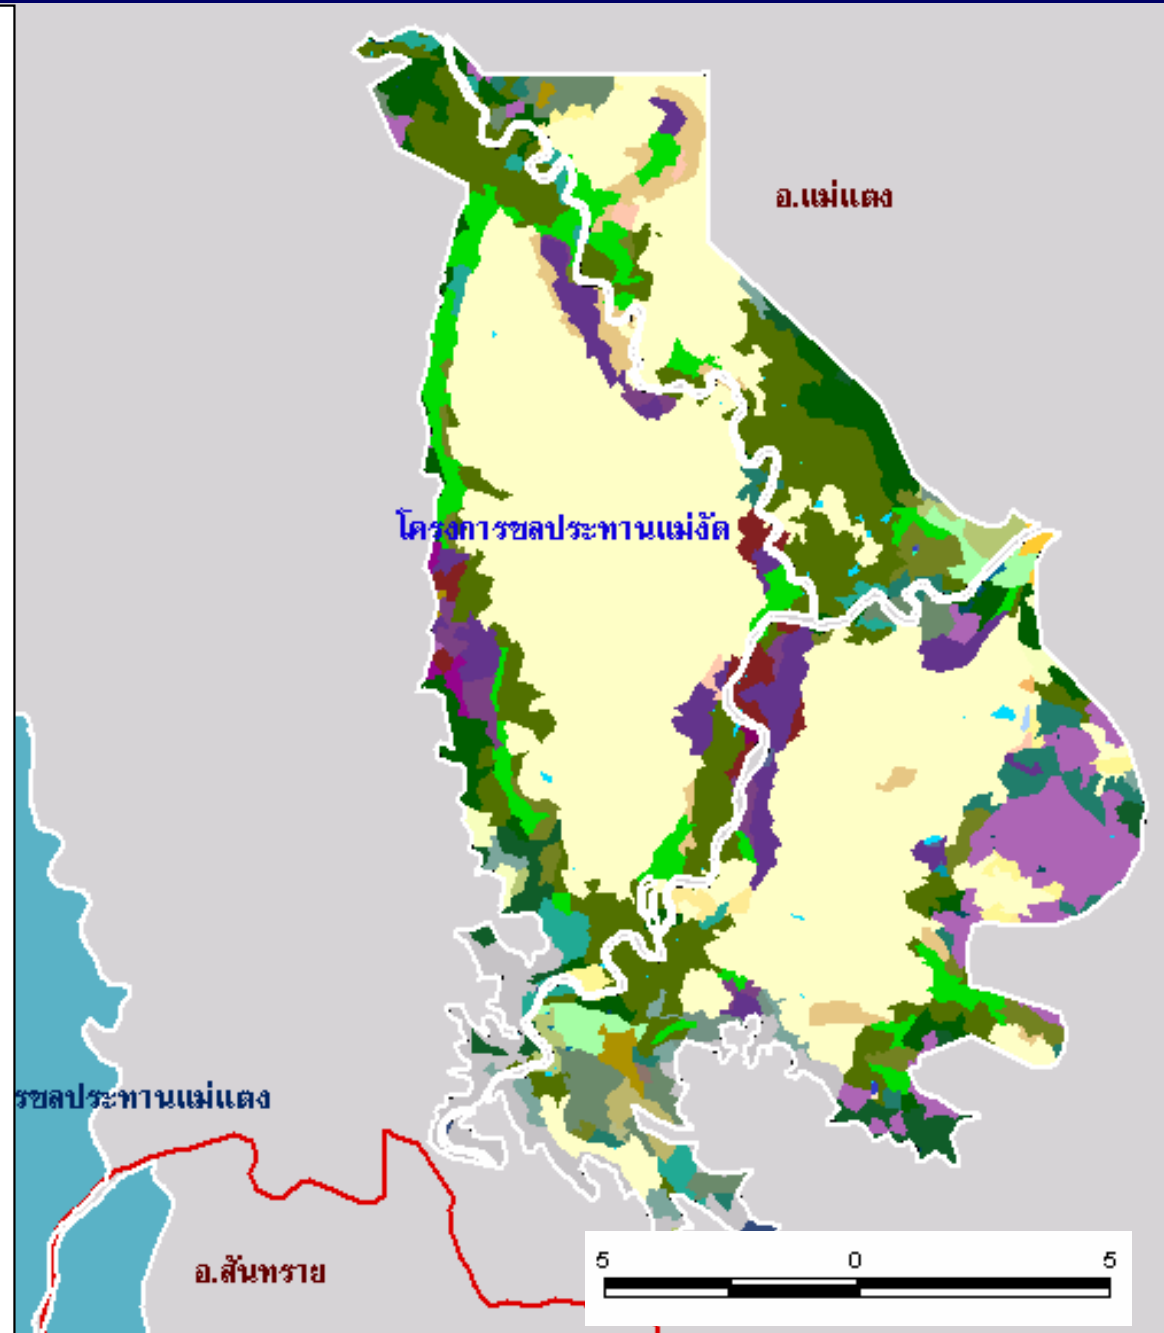 อ.แม่แตง
โครงการชลประทานแม่งัด
รชลประทานแม่แตง
อ.สันทราย
5 0 5